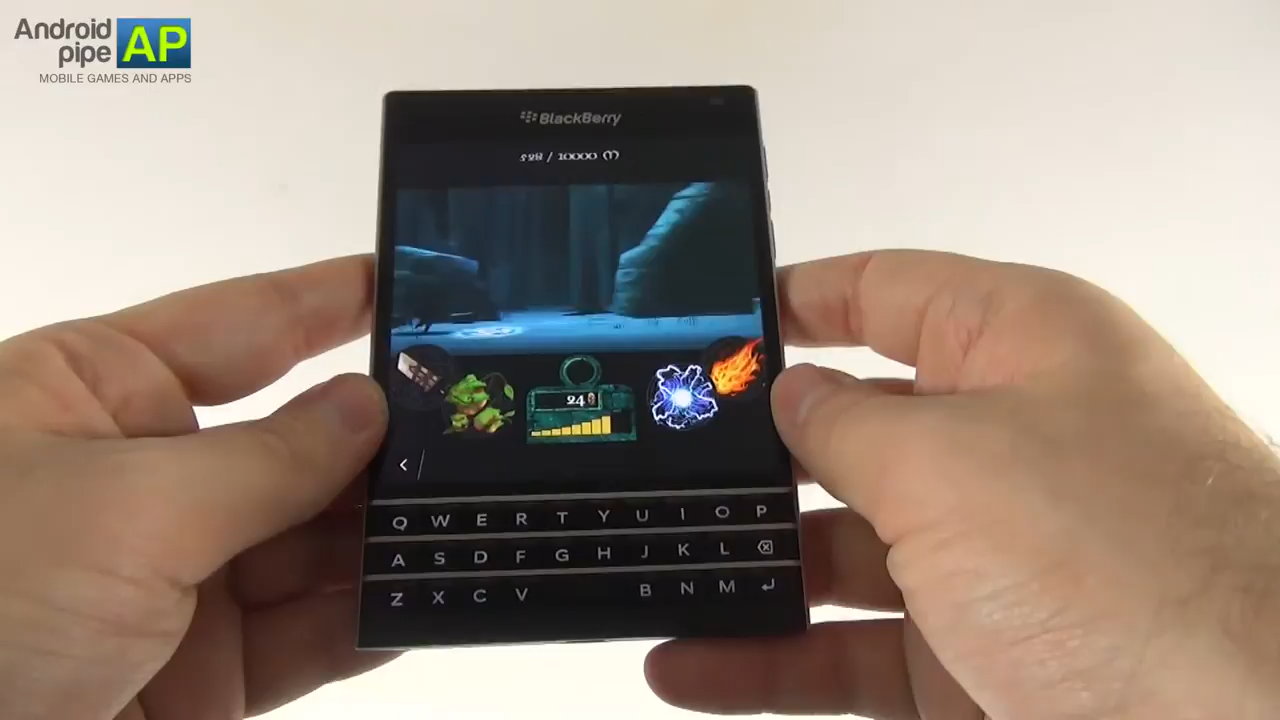 Android
pipe AP
MOBILE GAMES AND APPS
BlackBerry
528 / 10000
24
Q W E R T Y U I O P
A S D F G H J K L
Z X C V B N M